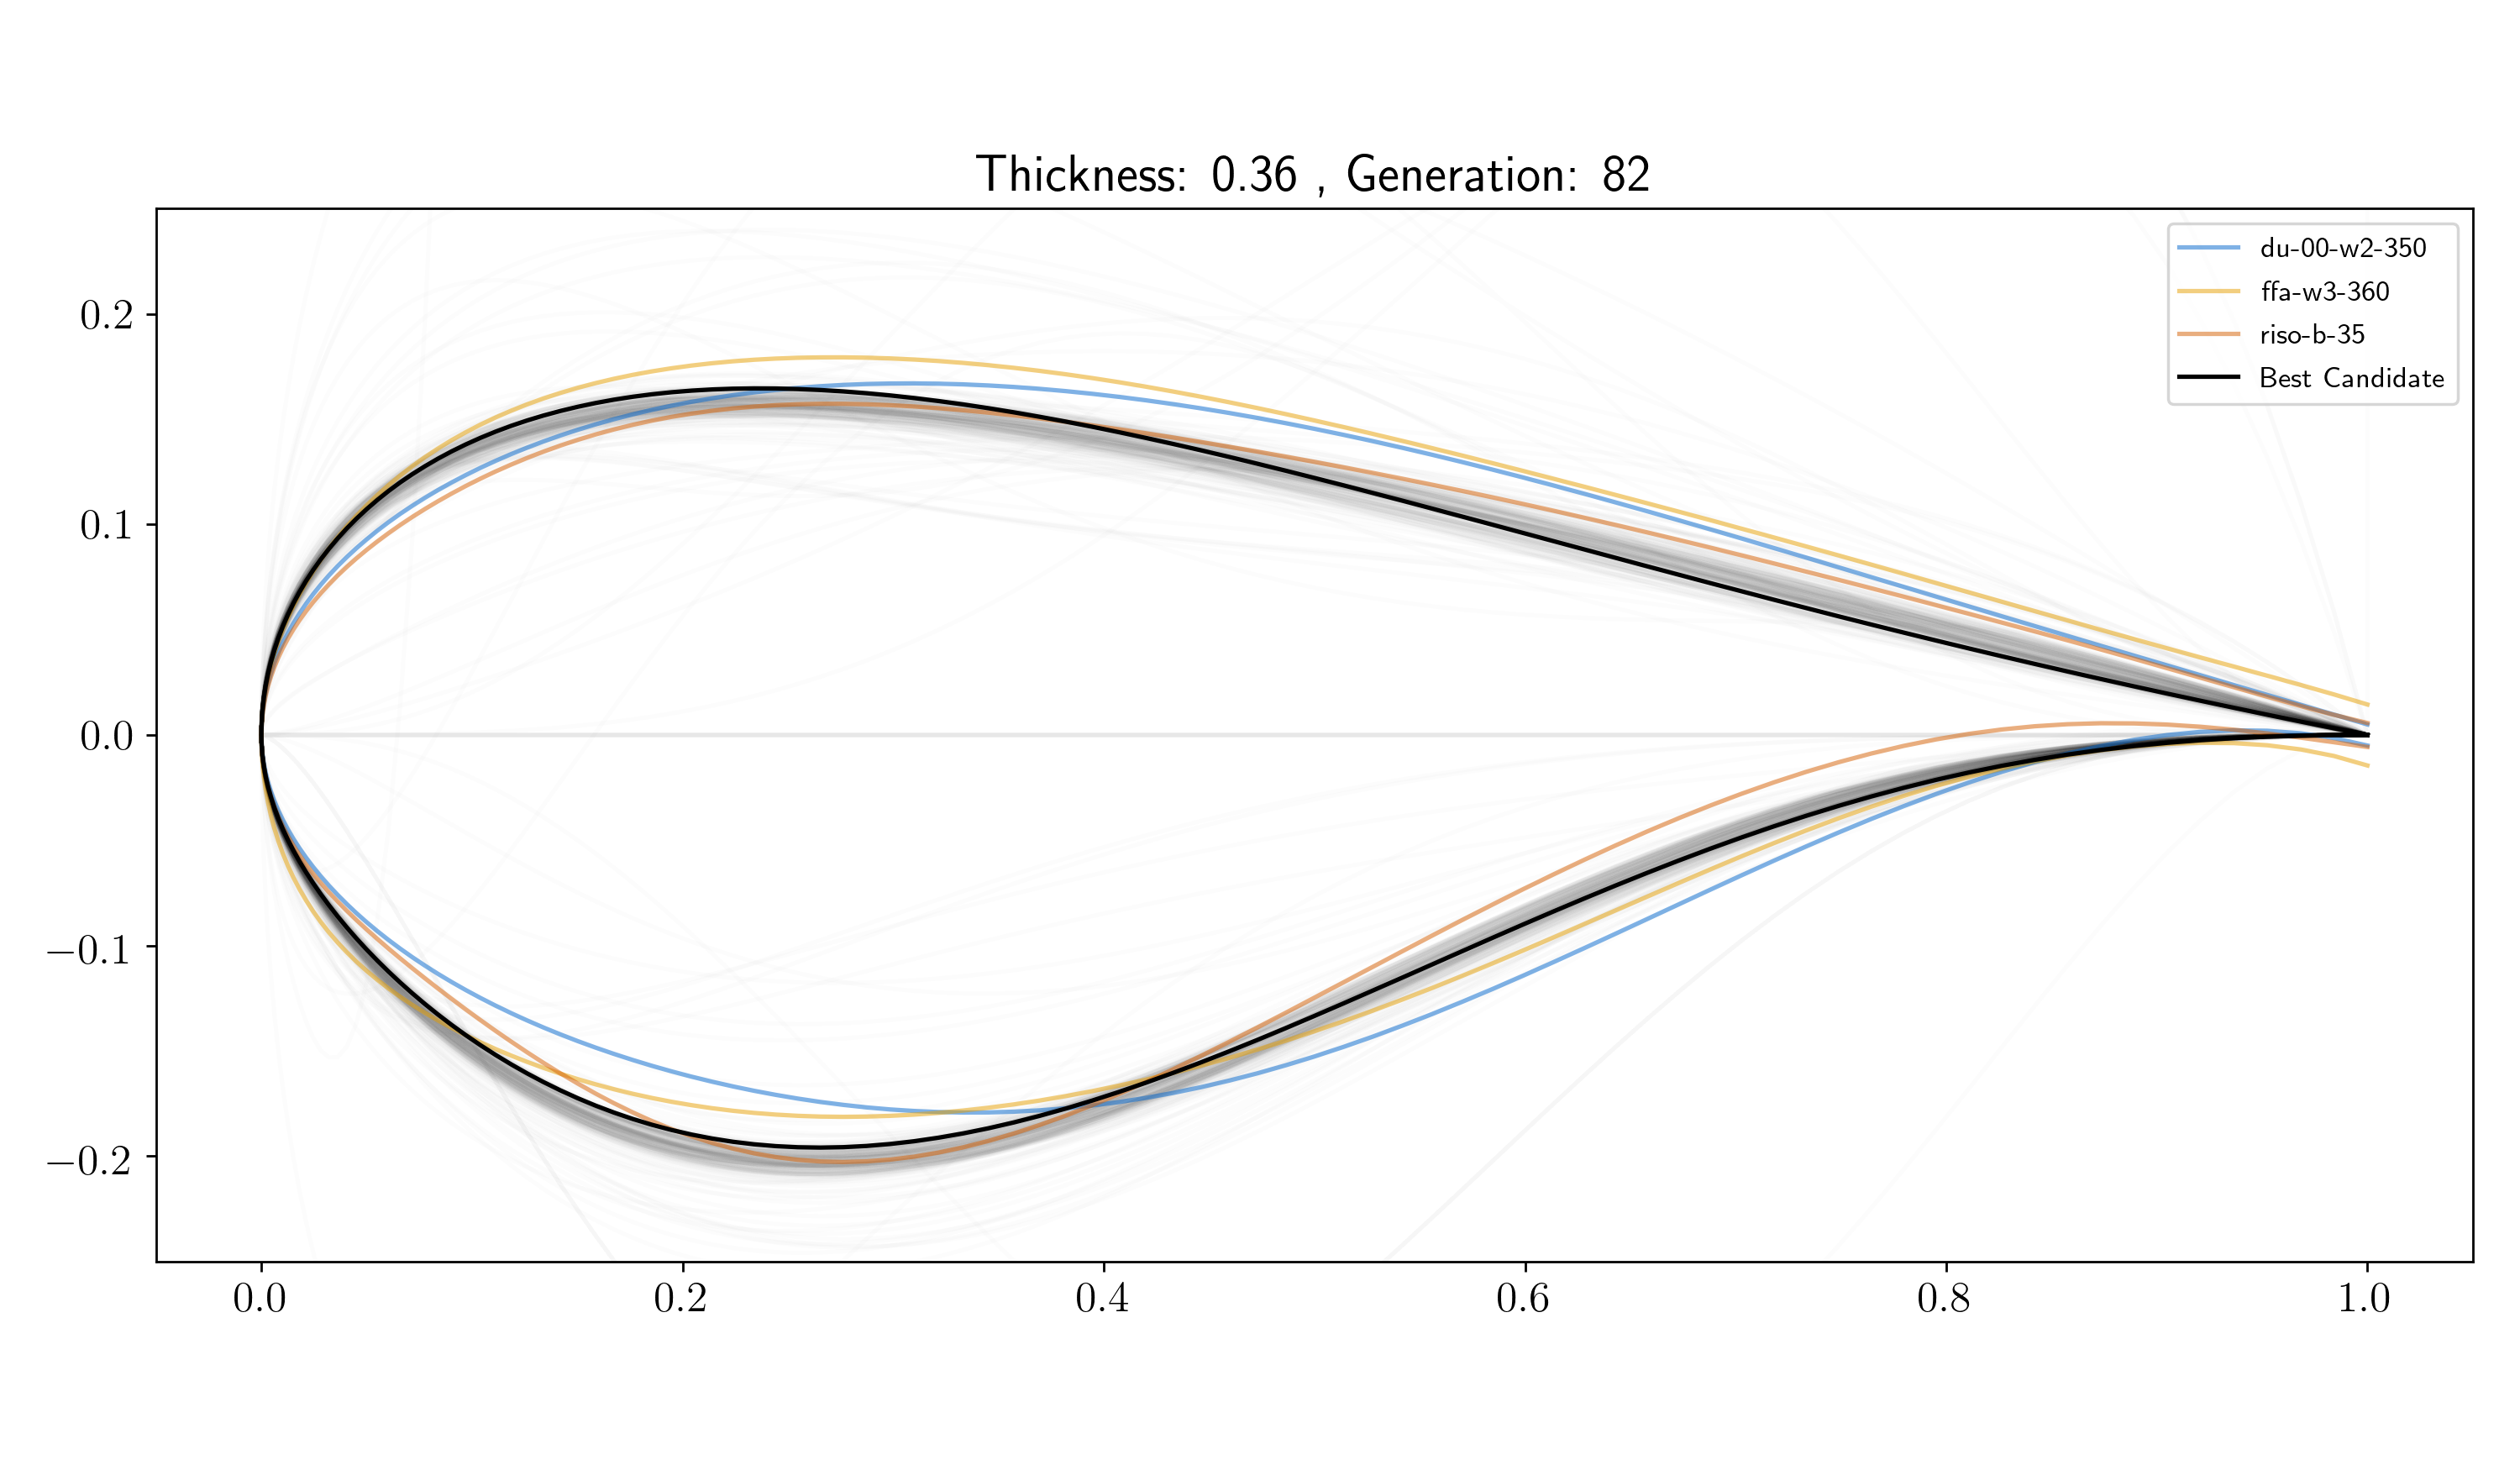 Thickness: 0.36 , Generation: 82
du-00-w2-350
ffa-w3-360
riso-b-35
Best Candidate
0.2
0.1
0.0
−0.1
−0.2
0.0 0.2 0.4 0.6 0.8 1.0